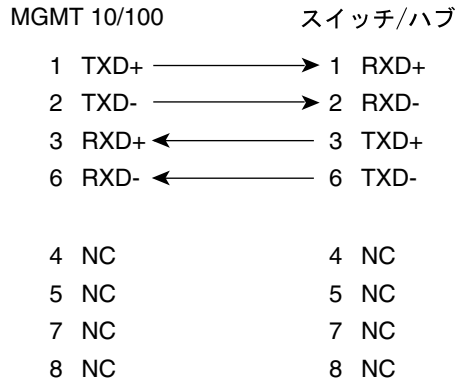 MGMT 10/100 スイッチ/ハブ
1 TXD+ 1 RXD+
2 TXD- 2 RXD-
3 RXD+ 3 TXD+
6 RXD- 6 TXD-
4 NC 4 NC
5 NC 5 NC
7 NC 7 NC
8 NC 8 NC